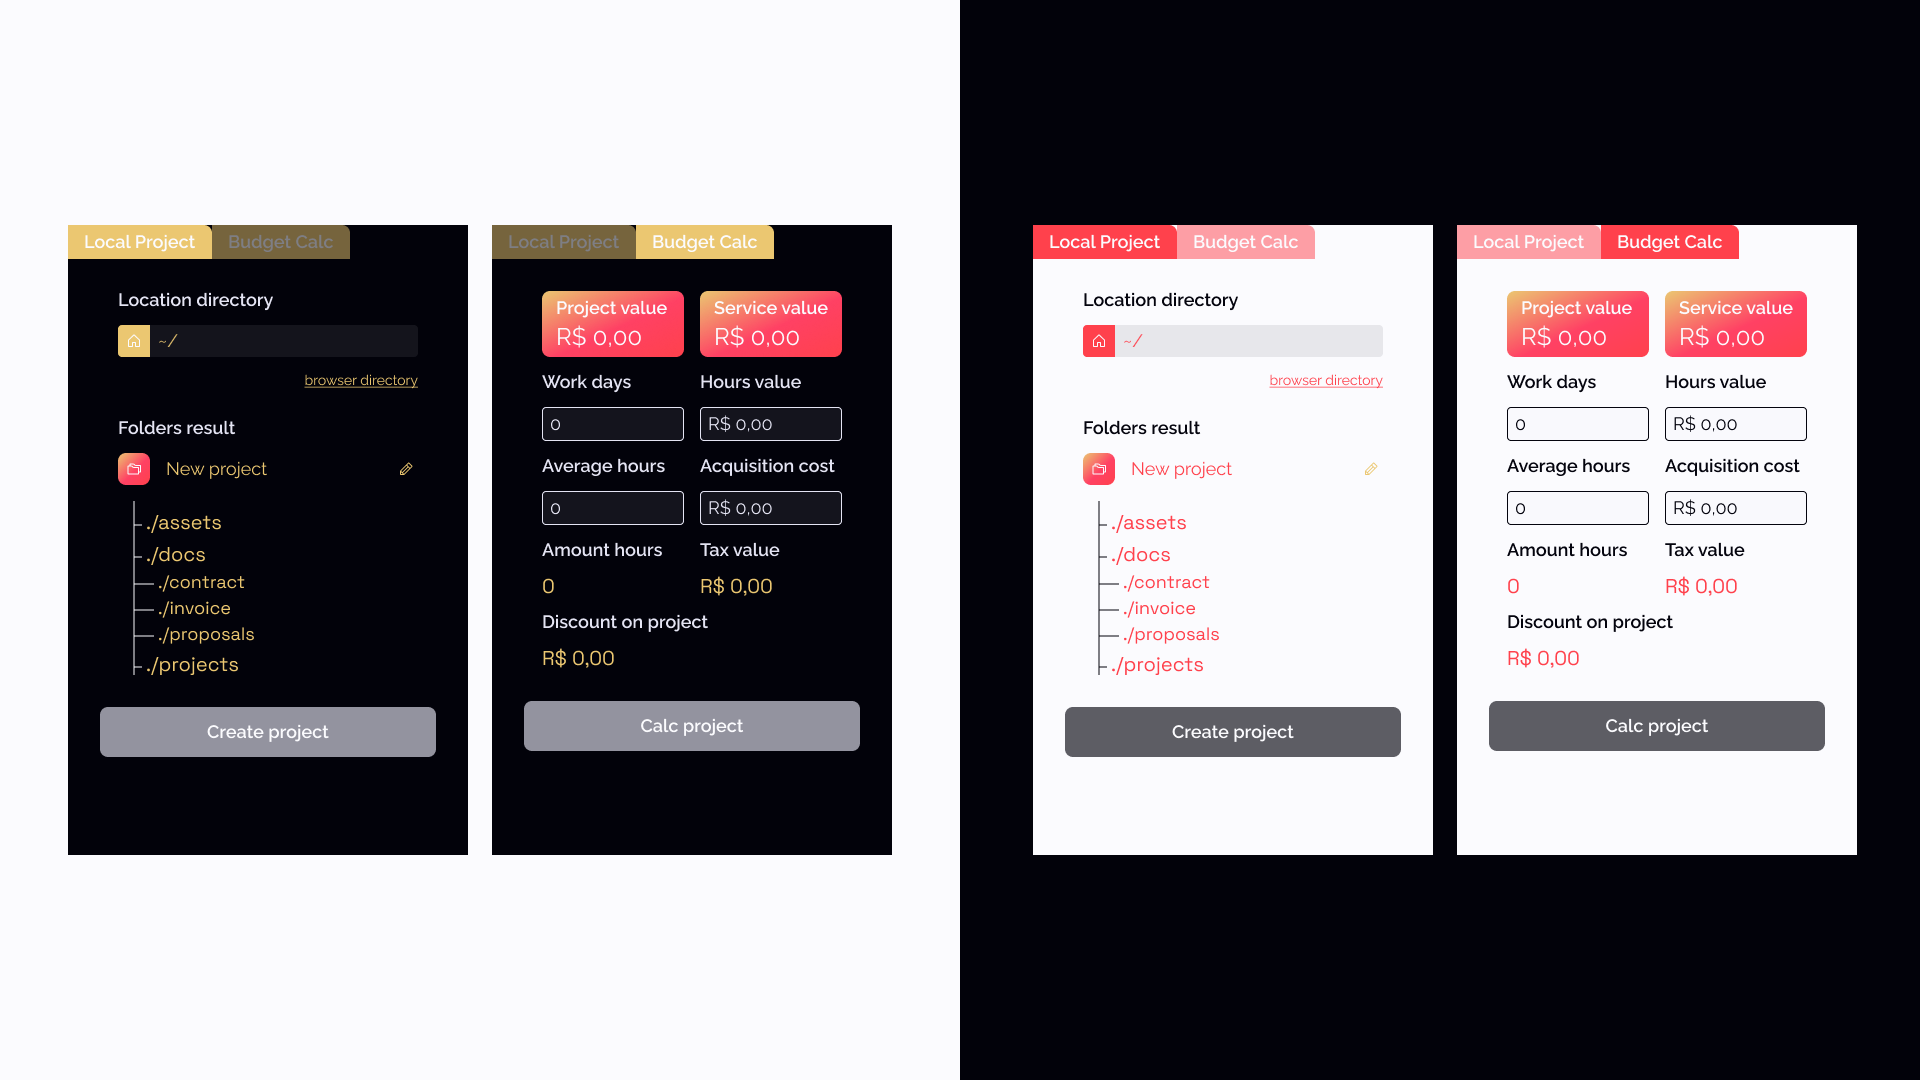 Local Project
Budget Calc
Location directory
~/
browser directory
Folders result
New project
./assets
./docs
./contract
./invoice
./proposals
./projects
Create project
Local Project
Budget Calc
Project value
R$ 0,00
Service value
R$ 0,00
Work days
Hours value
0
R$ 0,00
Average hours
Acquisition cost
0
R$ 0,00
Amount hours
Tax value
0
R$ 0,00
Discount on project
R$ 0,00
Calc project
Local Project
Budget Calc
Location directory
~/
browser directory
Folders result
New project
./assets
./docs
./contract
./invoice
./proposals
./projects
Create project
Local Project
Budget Calc
Project value
R$ 0,00
Service value
R$ 0,00
Work days
Hours value
0
R$ 0,00
Average hours
Acquisition cost
0
R$ 0,00
Amount hours
Tax value
0
R$ 0,00
Discount on project
R$ 0,00
Calc project